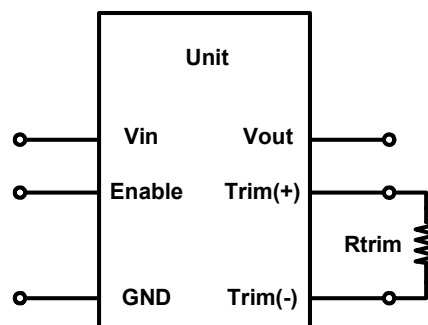 Unit
Vin Vout
Enable Trim(+)
Rtrim
GND Trim(-)